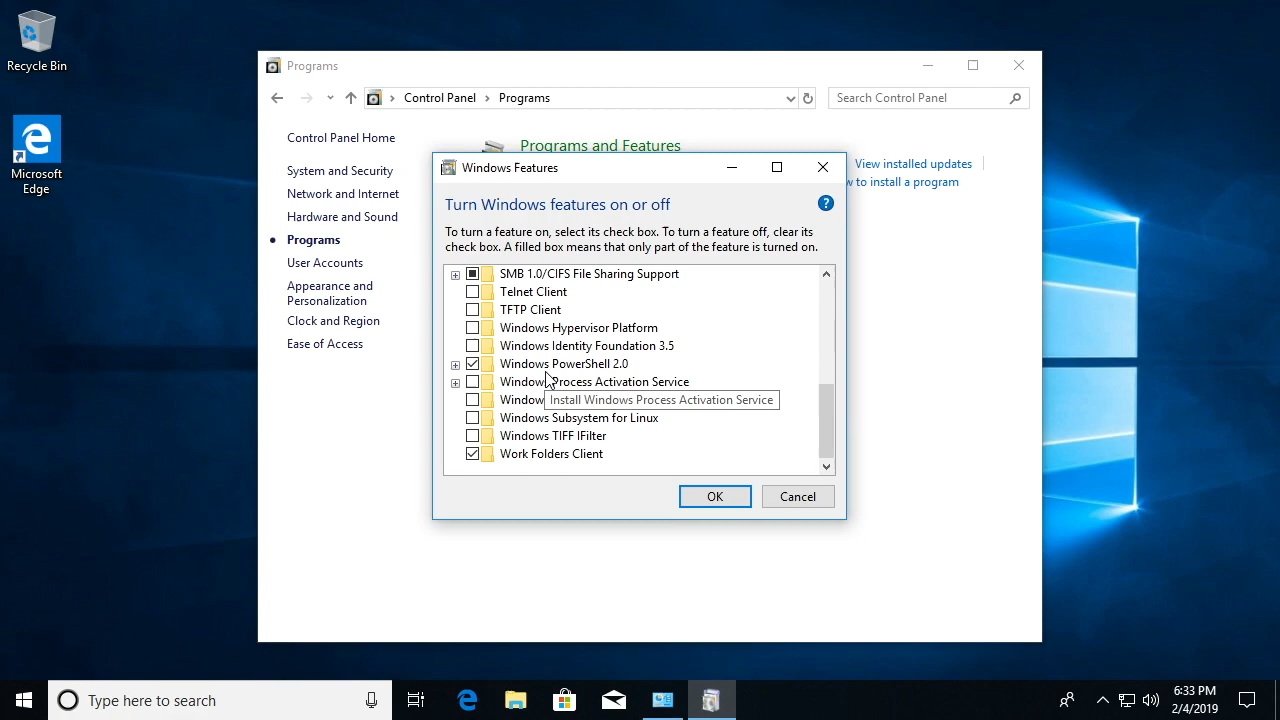 Recycle Bin
Microsoft
Edge
Programs
Control Panel
Programs
Search Control Panel
Control Panel Home
System and Security
Network and Internet
Hardware and Sound
Programs
User Accounts
Appearance and
Personalization
Clock and Region
Ease of Access
Programs and Features
View installed updates
to install a program
Windows Features
Turn Windows features on or off
?
To turn a feature on, select its check box. To turn a feature off, clear its
check box. A filled box means that only part of the feature is turned on.
SMB 1.0/CIFS File Sharing Support
Telnet Client
TFTP Client
Windows Hypervisor Platform
Windows Identity Foundation 3.5
Windows PowerShell 2.0
Windows Process Activation Service
Window
Install Windows Process Activation Service
Windows Subsystem for Linux
Windows TIFF IFilter
Work Folders Client
OK
Cancel
Type here to search
6:33 PM
2/4/2019